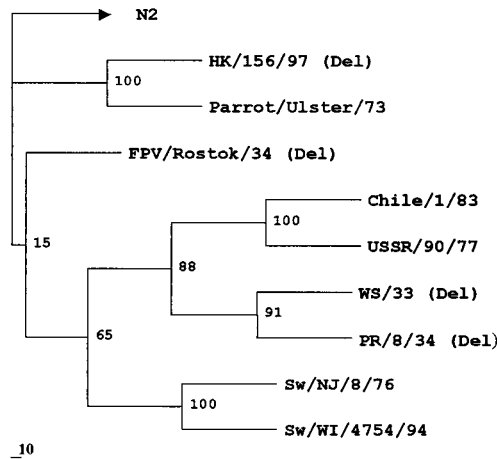 N2
HK/156/97 (Del)
100
Parrot/Ulster/73
FPV/Rostok/34 (Del)
Chile/1/83
100
15
USSR/90/77
88
WS/33 (Del)
91
65
PR/8/34 (Del)
Sw/NJ/8/76
100
Sw/WI/4754/94
10